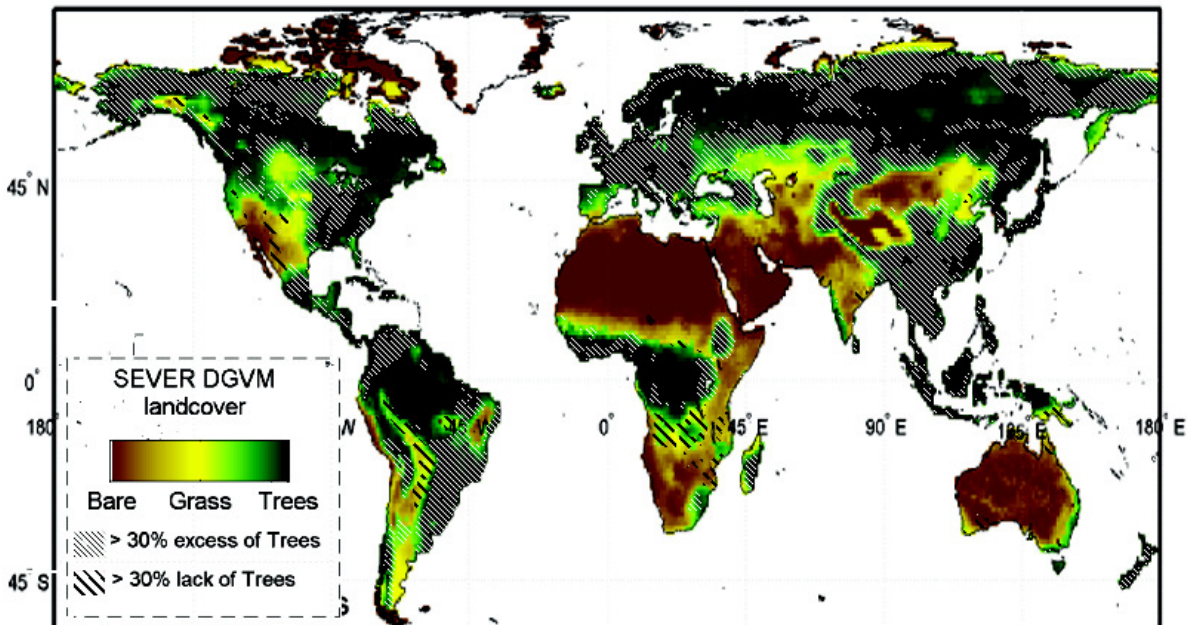 45° N
0°
180
W
W
0°
45° E
90° E
135° E
180° E
45° S
S
SEVER DGVM
landcover
Bare Grass Trees
> 30% excess of Trees
> 30% lack of Trees